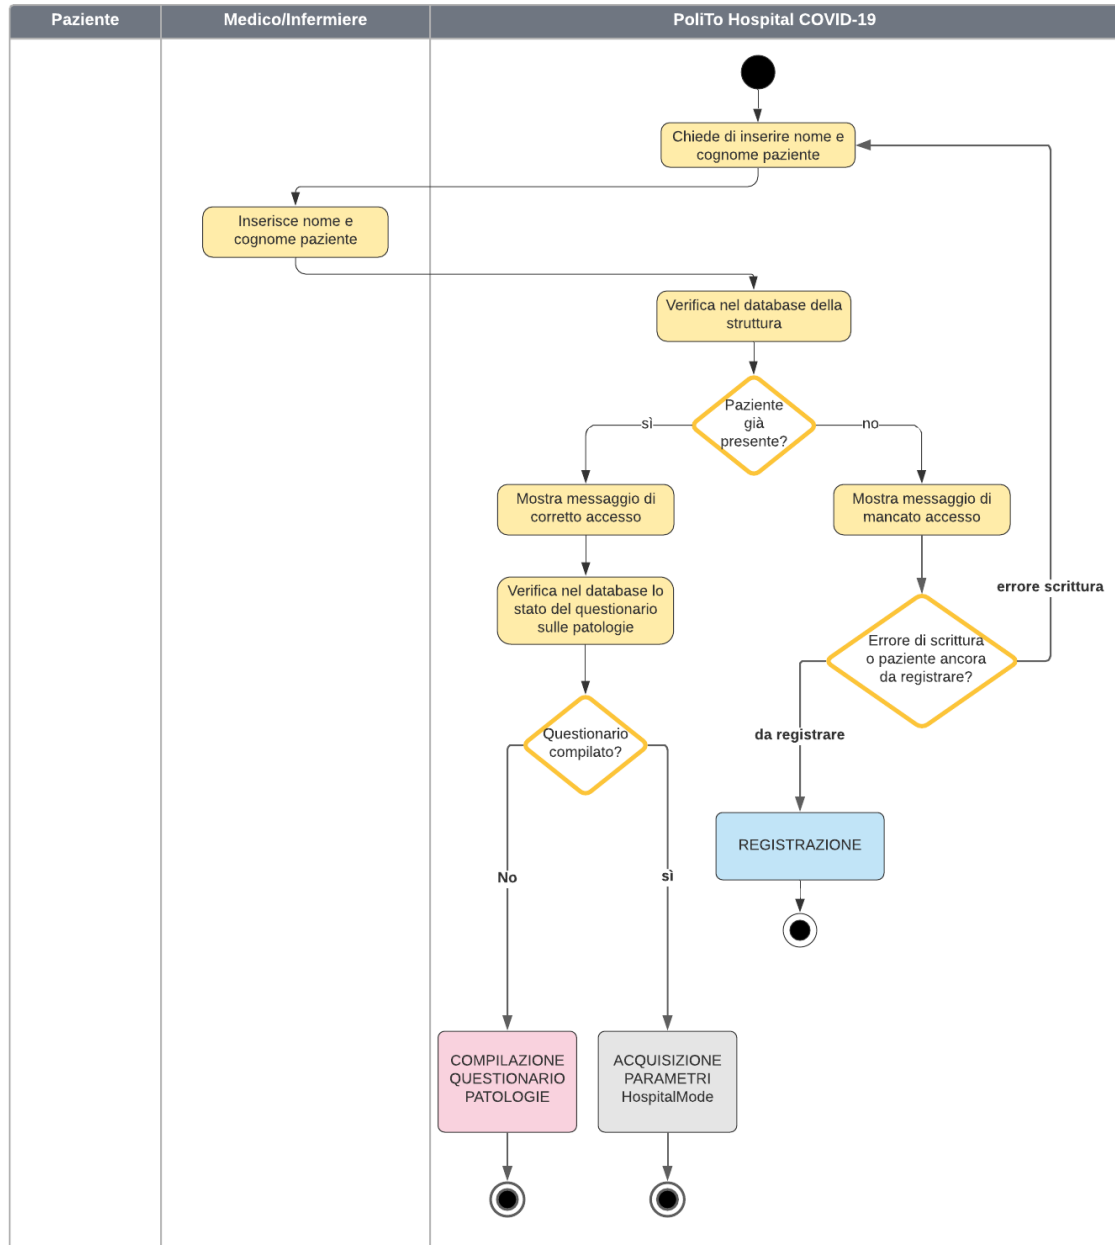 Paziente
Medico/Infermiere
PoliTo Hospital COVID-19
Chiede di inserire nome e
cognome paziente
Inserisce nome e
cognome paziente
Verifica nel database della
struttura
Paziente
già
presente?
sì
no
Mostra messaggio di
corretto accesso
Mostra messaggio di
mancato accesso
Verifica nel database lo
stato del questionario
sulle patologie
errore scrittura
Errore di scrittura
o paziente ancora
da registrare?
Questionario
compilato?
da registrare
REGISTRAZIONE
No
sì
COMPILAZIONE
QUESTIONARIO
PATOLOGIE
ACQUISIZIONE
PARAMETRI
HospitalMode